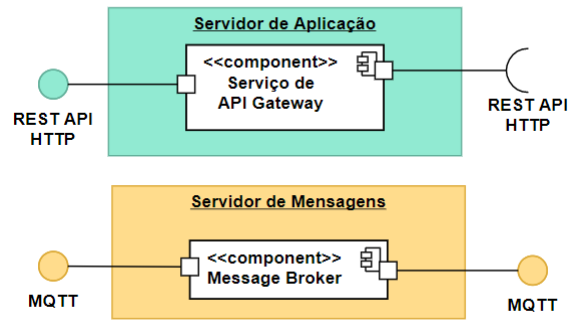 Servidor de Aplicação
<<component>>
Serviço de
API Gateway
REST API
HTTP
REST API
HTTP
Servidor de Mensagens
<<component>>
Message Broker
MQTT
MQTT